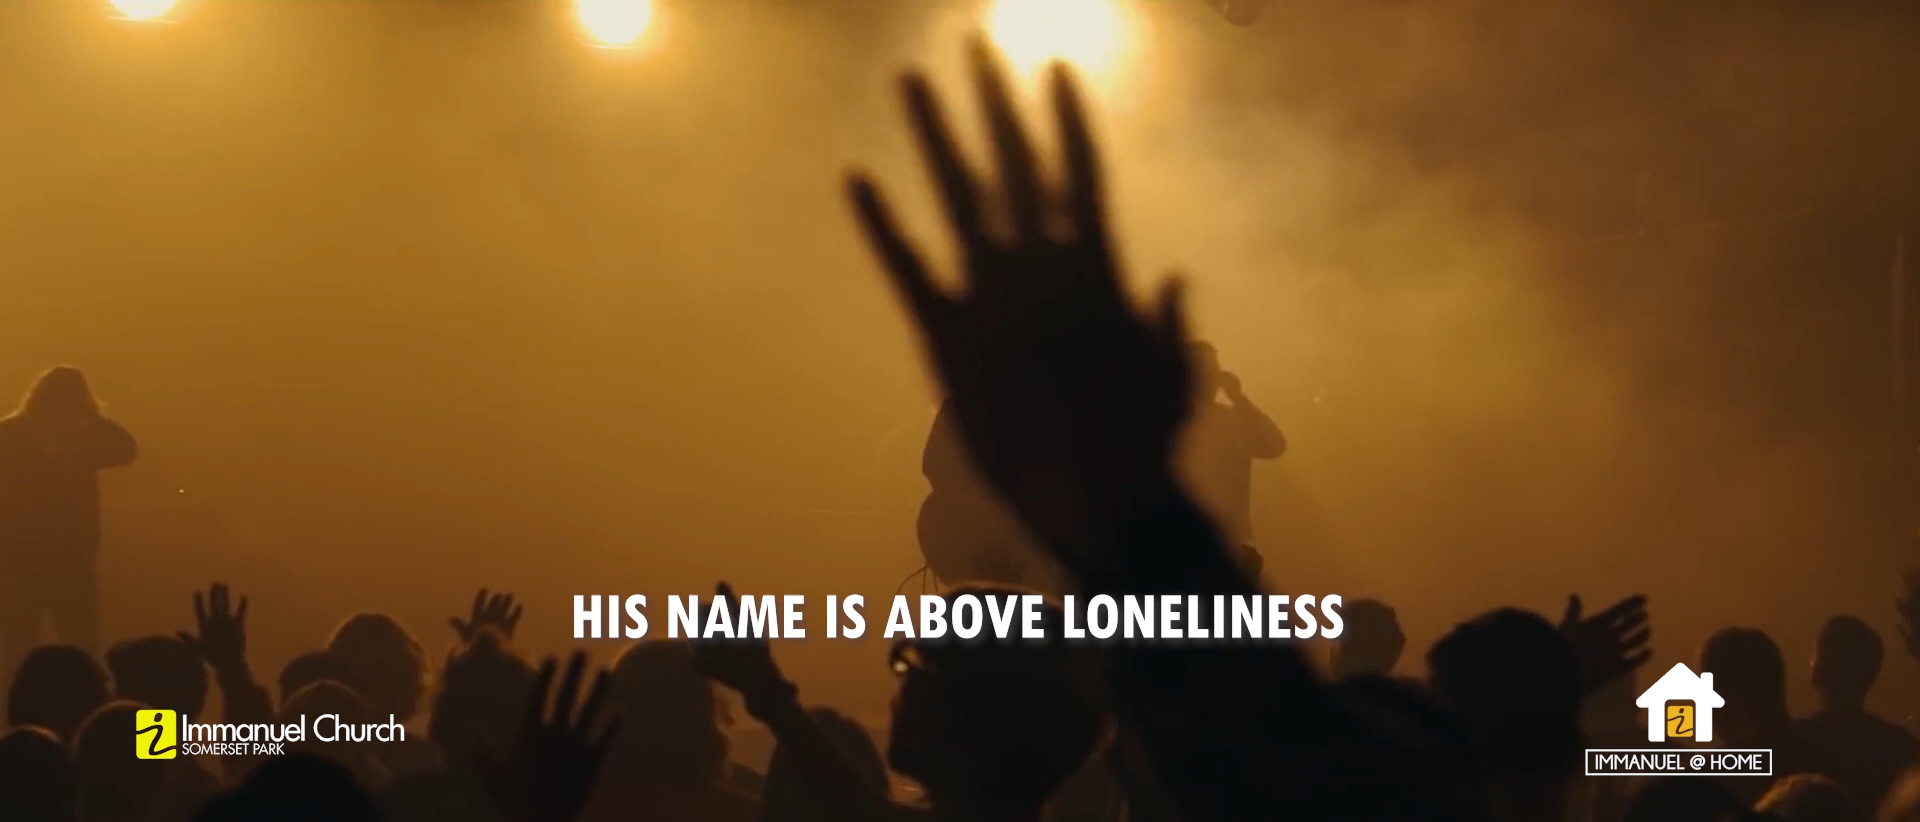 HIS NAME IS ABOVE LONELINESS
i Immanuel Church
SOMERSET PARK
i
IMMANUEL @ HOME